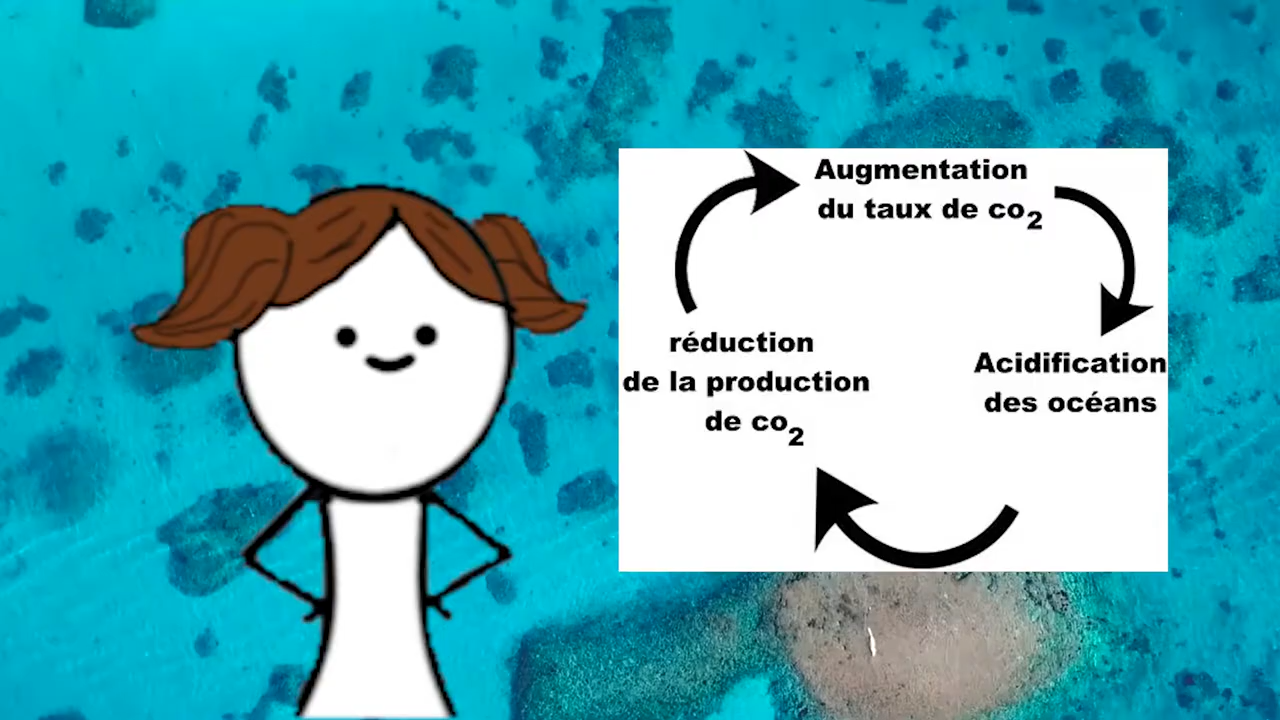 Augmentation
du taux de co₂
réduction
de la production
de co₂
Acidification
des océans